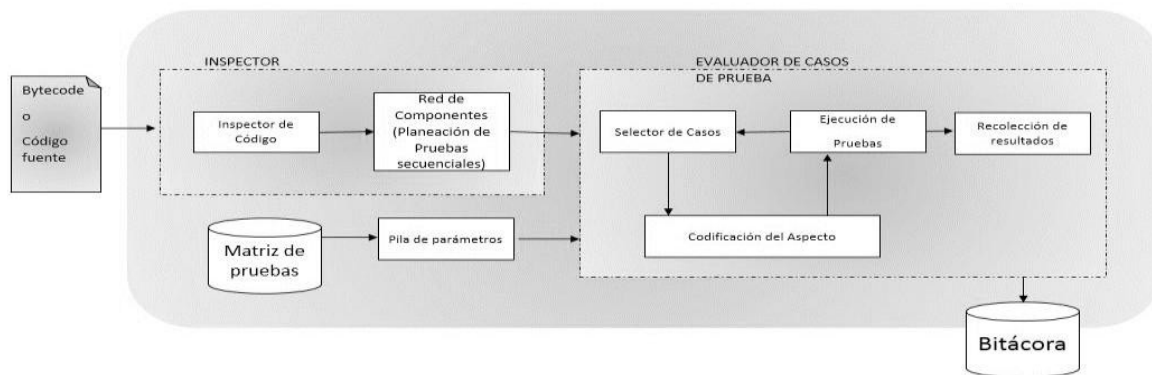 Bytecode
o
Código
fuente
INSPECTOR
Inspector de
Código
Red de
Componentes
(Planeación de
Pruebas
secuenciales)
Matriz de
pruebas
Pila de parámetros
EVALUADOR DE CASOS
DE PRUEBA
Selector de Casos
Ejecución de
Pruebas
Recolección de
resultados
Codificación del Aspecto
Bitácora